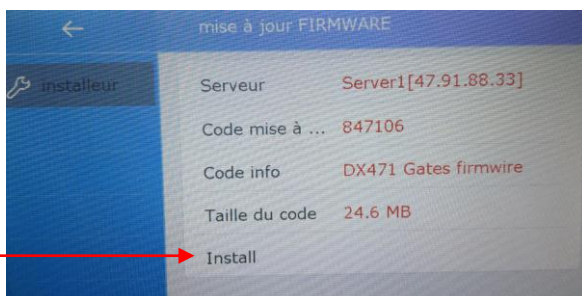 mise à jour FIRMWARE
installeur
Serveur Server1[47.91.88.33]
Code mise à ... 847106
Code info DX471 Gates firmwire
Taille du code 24.6 MB
Install